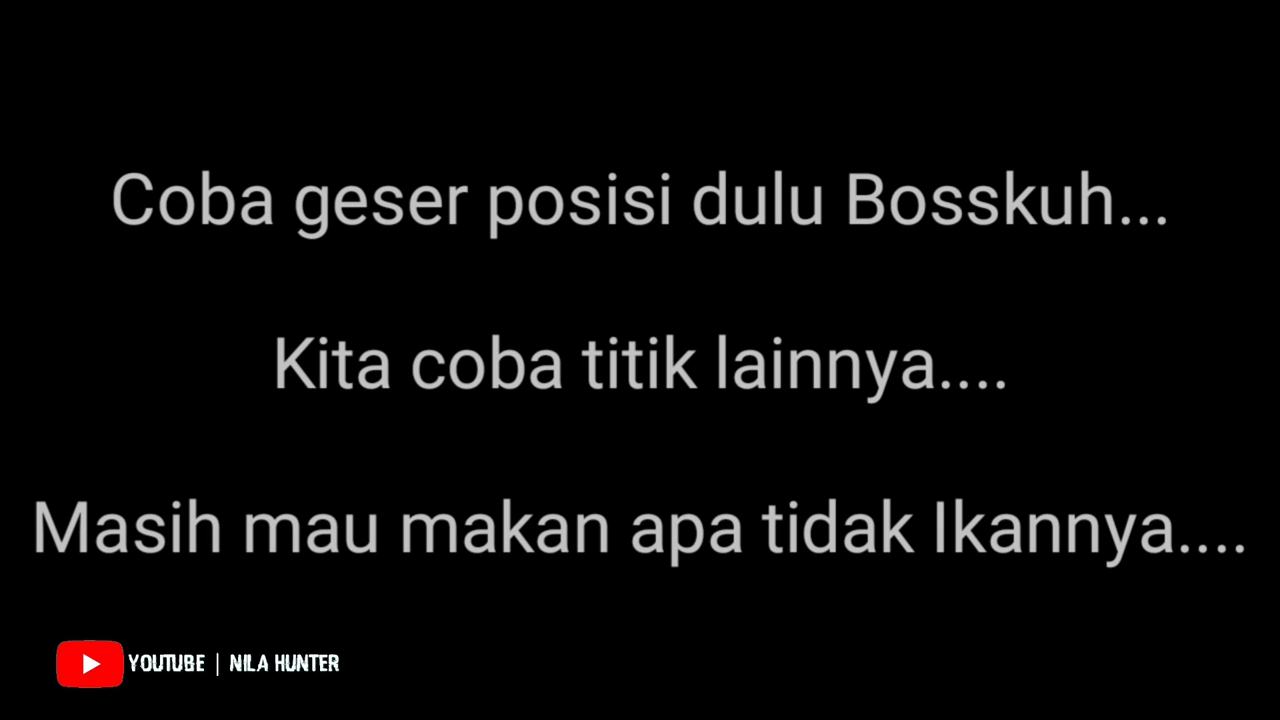 Coba geser posisi dulu Bosskuh...
Kita coba titik lainnya....
Masih mau makan apa tidak Ikannya....
YOUTUBE | NILA HUNTER